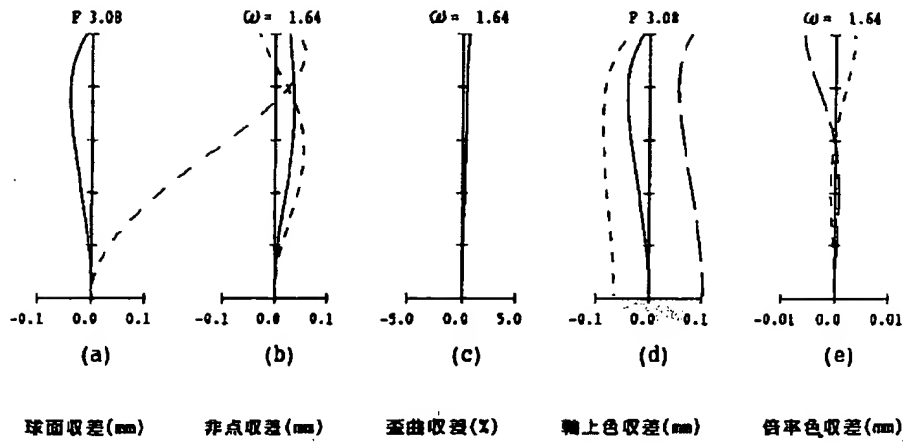 F 3.08
ω= 1.64
ω= 1.64
F 3.08
ω= 1.64
-0.1 0.0 0.1
-0.1 0.0 0.1
-5.0 0.0 5.0
-0.1 0.0 0.1
-0.01 0.0 0.01
(a)
(b)
(c)
(d)
(e)
球面収差(mm)
非点収差(mm)
歪曲収差(%)
軸上色収差(mm)
倍率色収差(mm)